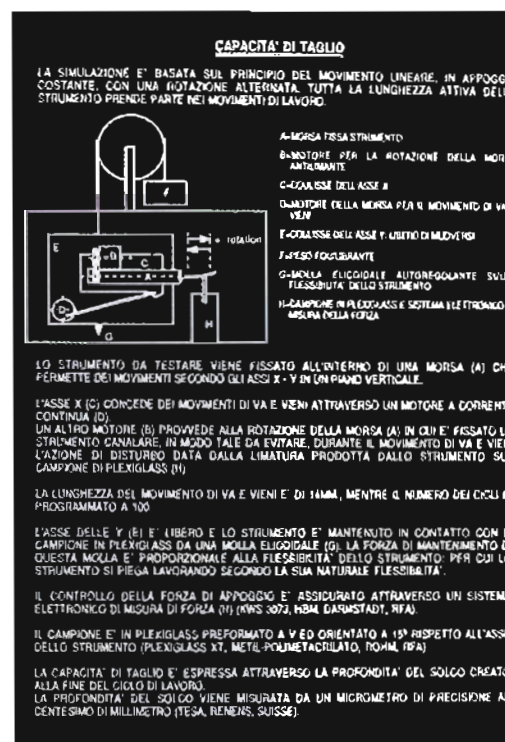 CAPACITA' DI TAGLIO
LA SIMULAZIONE E' BASATA SUL PRINCIPIO DEL MOVIMENTO LINEARE, IN APPOGG
COSTANTE, CON UNA ROTAZIONE ALTERNATA. TUTTA LA LUNGHEZZA ATTIVA DELL
STRUMENTO PRENDE PARTE NEI MOVIMENTI DI LAVORO.
A-MORSA FISSA STRUMENTO
B-MOTORE PER LA ROTAZIONE DELLA MOR
C-COULISSE DELL'ASSE X
D-MOTORE DELLA MORSA PER IL MOVIMENTO DI VA
VIENI
E-COULISSE DELL'ASSE Y: LIBERO DI MUOVERSI
F-PESO EQUILIBRANTE
G-MOLLA ELICOIDALE AUTOREGOLANTE SUL
FLESSIBILITA' DELLO STRUMENTO
H-CAMPIONE IN PLEXIGLASS E SISTEMA ELETTRONICO
MISURA DELLA FORZA
f
E
B
C
A
D
G
H
rotation
LO STRUMENTO DA TESTARE VIENE FISSATO ALL'INTERNO DI UNA MORSA (A) CH
PERMETTE DEI MOVIMENTI SECONDO GLI ASSI X - Y IN UN PIANO VERTICALE.
L'ASSE X (C) CONCEDE DEI MOVIMENTI DI VA E VIENI ATTRAVERSO UN MOTORE A CORRENT
CONTINUA (D)
UN ALTRO MOTORE (B) PROVVEDE ALLA ROTAZIONE DELLA MORSA (A) IN CUI E' FISSATO L
STRUMENTO CANALARE, IN MODO TALE DA EVITARE, DURANTE IL MOVIMENTO DI VA E VIEN
L'AZIONE DI DISTURBO DATA DALLA LIMATURA PRODOTTA DALLO STRUMENTO SU
CAMPIONE DI PLEXIGLASS (H)
LA LUNGHEZZA DEL MOVIMENTO DI VA E VIENI E' DI 14MM, MENTRE IL NUMERO DEI CICLI
PROGRAMMATO A 100
L'ASSE DELLE Y (E) E' LIBERO E LO STRUMENTO E' MANTENUTO IN CONTATTO CON
CAMPIONE IN PLEXIGLASS DA UNA MOLLA ELICOIDALE (G). LA FORZA DI MANTENIMENTO D
QUESTA MOLLA E' PROPORZIONALE ALLA FLESSIBILITA' DELLO STRUMENTO: PER CUI L
STRUMENTO SI PIEGA LAVORANDO SECONDO LA SUA NATURALE FLESSIBILITA'.
IL CONTROLLO DELLA FORZA DI APPOGGIO E' ASSICURATO ATTRAVERSO UN SISTEM
ELETTRONICO DI MISURA DI FORZA (H) (KWS 3073, HBM, DARMSTADT, RFA).
IL CAMPIONE E' IN PLEXIGLASS PREFORMATO A V ED ORIENTATO A 15° RISPETTO ALL'ASS
DELLO STRUMENTO (PLEXIGLASS XT, METIL-POLIMETACRILATO, ROHM, RFA)
LA CAPACITA' DI TAGLIO E' ESPRESSA ATTRAVERSO LA PROFONDITA' DEL SOLCO CREAT
ALLA FINE DEL CICLO DI LAVORO.
LA PROFONDITA' DEL SOLCO VIENE MISURATA DA UN MICROMETRO DI PRECISIONE A
CENTESIMO DI MILLIMETRO (TESA, RENENS, SUISSE).